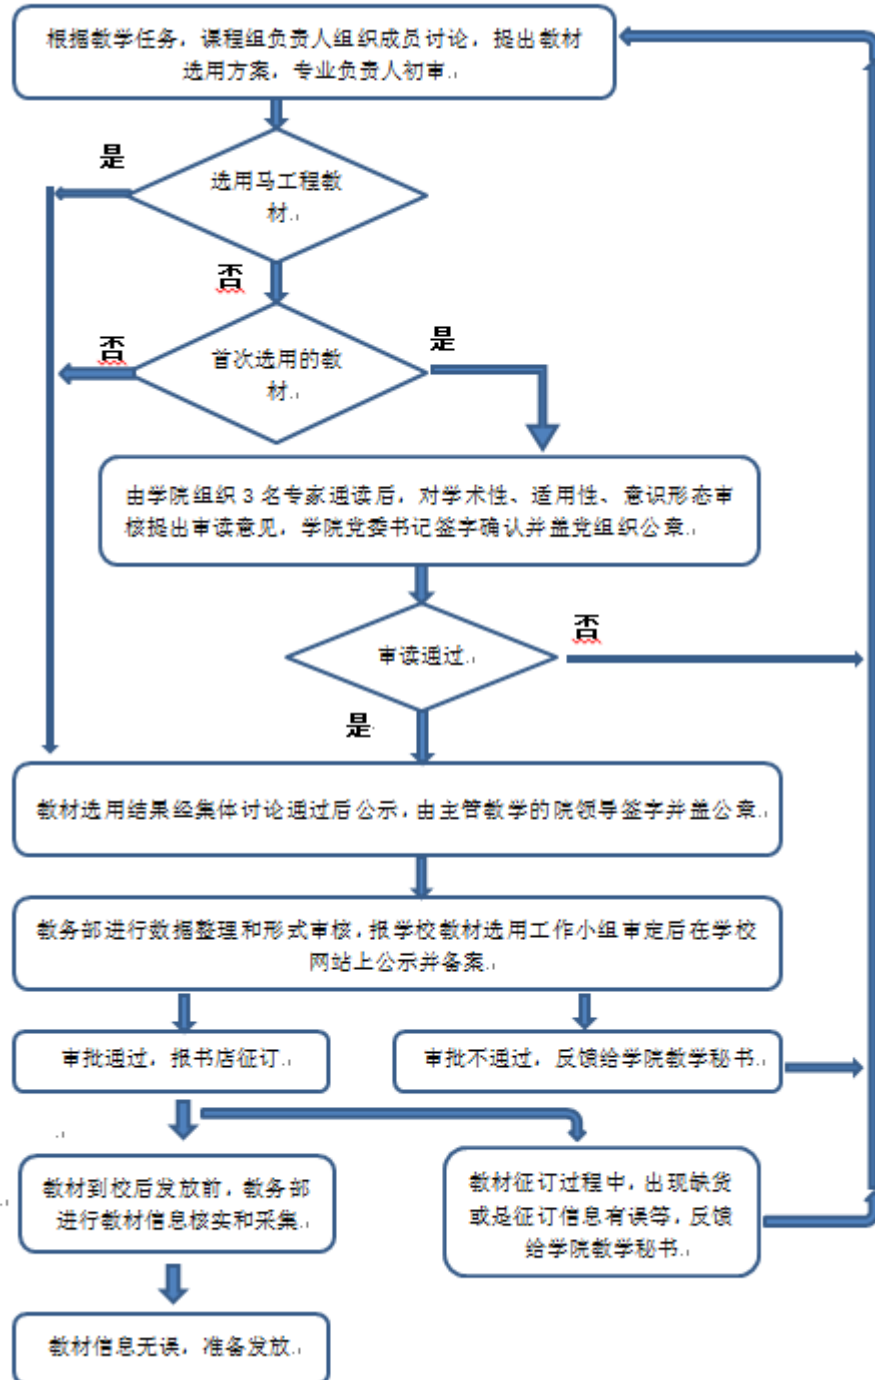 根据教学任务，课程组负责人组织成员讨论，提出教材
选用方案，专业负责人初审.
是
选用马工程教
材.
否
否
首次选用的教
材.
是
由学院组织 3 名专家通读后，对学术性、适用性、意识形态审
核提出审读意见，学院党委书记签字确认并盖党组织公章.
审读通过.
否
是
教材选用结果经集体讨论通过后公示，由主管教学的院领导签字并盖公章.
教务部进行数据整理和形式审核，报学校教材选用工作小组审定后在学校
网站上公示并备案.
审批通过，报书店征订.
审批不通过，反馈给学院教学秘书.
教材到校后发放前，教务部
进行教材信息核实和采集.
教材征订过程中，出现缺货
或是征订信息有误等，反馈
给学院教学秘书.
教材信息无误，准备发放.